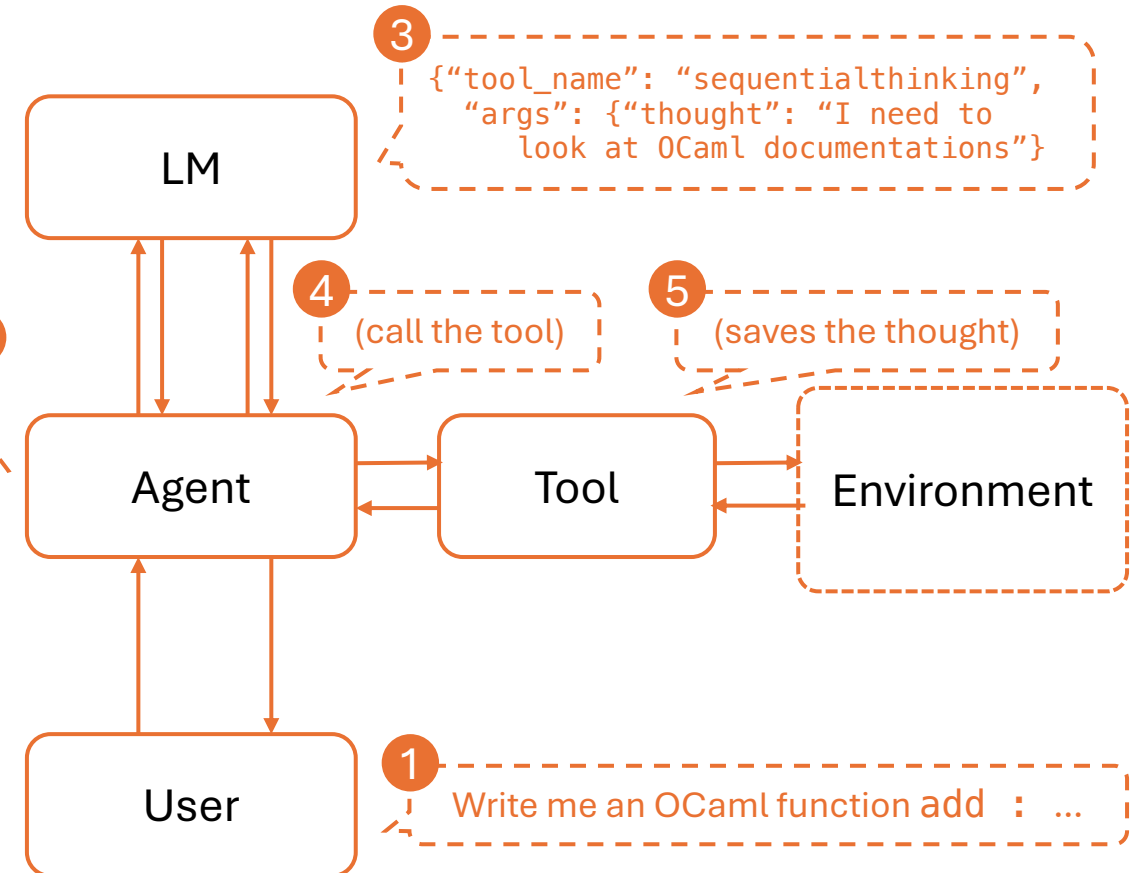 3
{“tool_name”: “sequentialthinking”,
“args”: {“thought”: “I need to
look at OCaml documentations”}
LM
4
(call the tool)
5
(saves the thought)
Agent
Tool
Environment
1
Write me an OCaml function add : ...
User